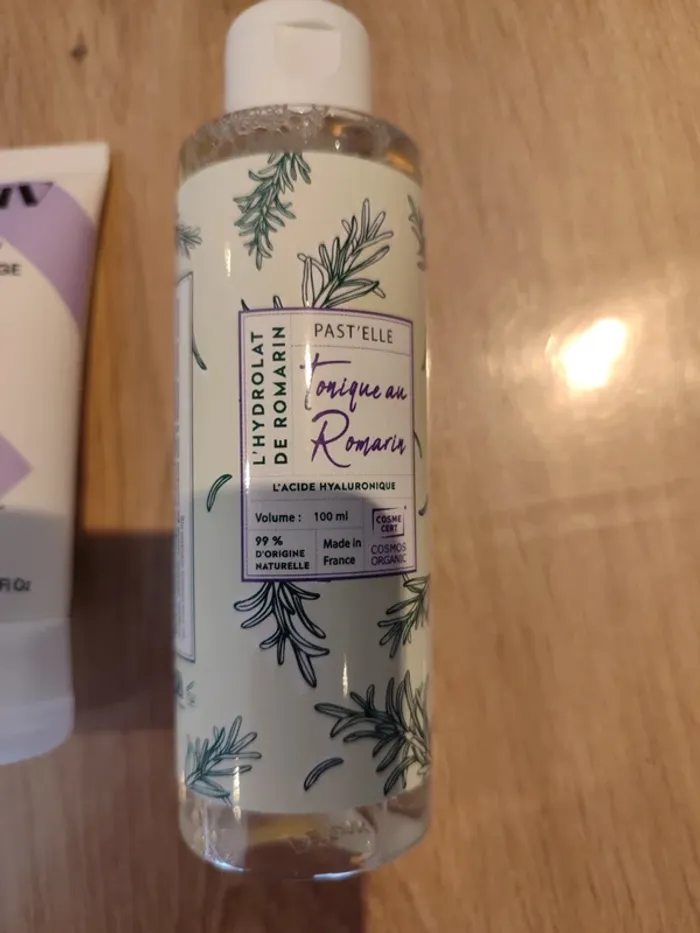 GE
Fl Oz
PAST'ELLE
L'HYDROLAT
DE ROMARIN
Tonique au
Romarin
L'ACIDE HYALURONIQUE
Volume : 100 ml
99 %
D'ORIGINE
NATURELLE
Made in
France
COSME
CERT
COSMOS
ORGANIC